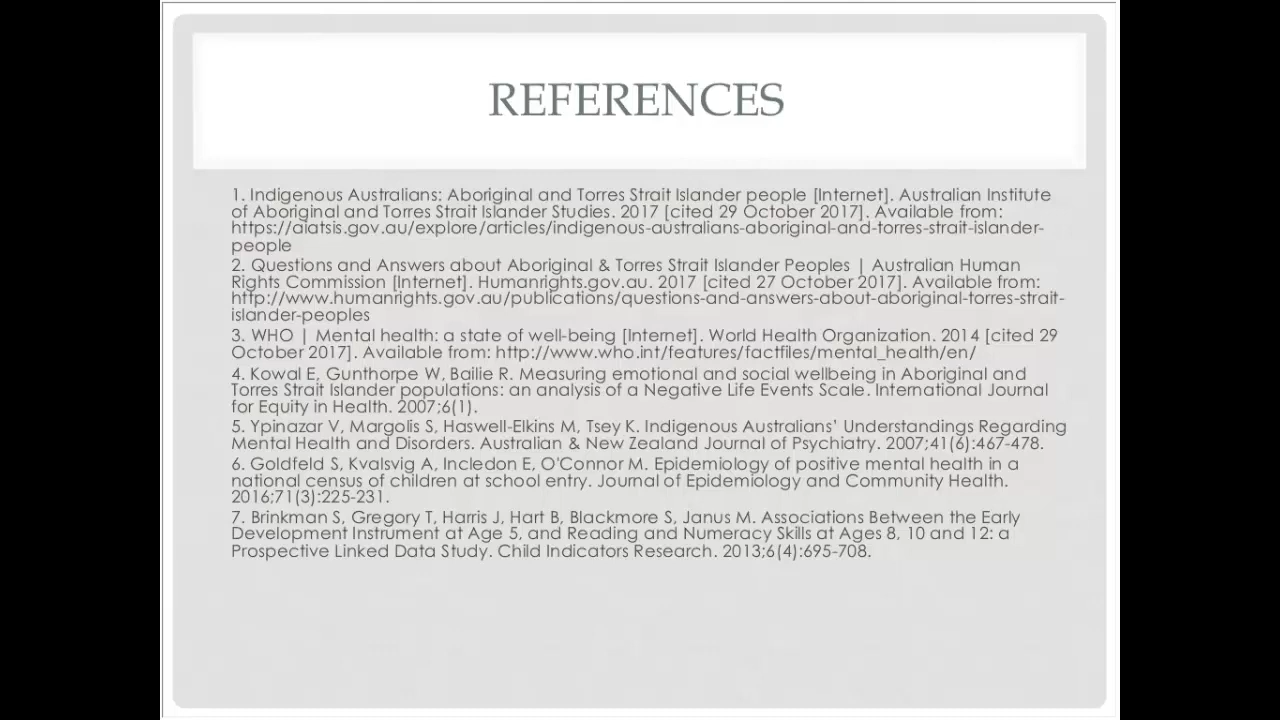 REFERENCES
1. Indigenous Australians: Aboriginal and Torres Strait Islander people [Internet]. Australian Institute
of Aboriginal and Torres Strait Islander Studies. 2017 [cited 29 October 2017]. Available from:
https://aiatsis.gov.au/explore/articles/indigenous-australians-aboriginal-and-torres-strait-islander-
people
2. Questions and Answers about Aboriginal & Torres Strait Islander Peoples | Australian Human
Rights Commission [Internet]. Humanrights.gov.au. 2017 [cited 27 October 2017]. Available from:
http://www.humanrights.gov.au/publications/questions-and-answers-about-aboriginal-torres-strait-
islander-peoples
3. WHO | Mental health: a state of well-being [Internet]. World Health Organization. 2014 [cited 29
October 2017]. Available from: http://www.who.int/features/factfiles/mental_health/en/
4. Kowal E, Gunthorpe W, Bailie R. Measuring emotional and social wellbeing in Aboriginal and
Torres Strait Islander populations: an analysis of a Negative Life Events Scale. International Journal
for Equity in Health. 2007;6(1).
5. Ypinazar V, Margolis S, Haswell-Elkins M, Tsey K. Indigenous Australians’ Understandings Regarding
Mental Health and Disorders. Australian & New Zealand Journal of Psychiatry. 2007;41(6):467-478.
6. Goldfeld S, Kvalsvig A, Incledon E, O'Connor M. Epidemiology of positive mental health in a
national census of children at school entry. Journal of Epidemiology and Community Health.
2016;71(3):225-231.
7. Brinkman S, Gregory T, Harris J, Hart B, Blackmore S, Janus M. Associations Between the Early
Development Instrument at Age 5, and Reading and Numeracy Skills at Ages 8, 10 and 12: a
Prospective Linked Data Study. Child Indicators Research. 2013;6(4):695-708.